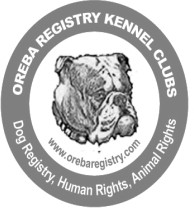 OREBA REGISTRY KENNEL CLUBS
www.orebaregistry.com
Dog Registry, Human Rights, Animal Rights